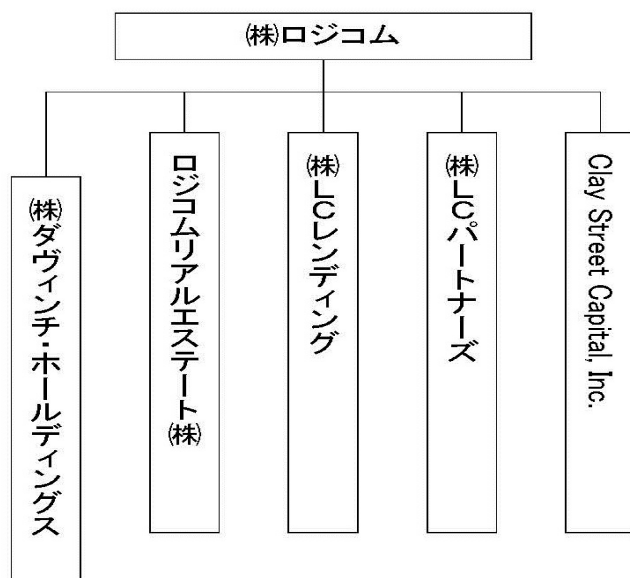 ㈱ロジコム
㈱ダヴィンチ・ホールディングス
ロジコムリアルエステート㈱
㈱ＬＣレンディング
㈱ＬＣパートナーズ
Clay Street Capital, Inc.